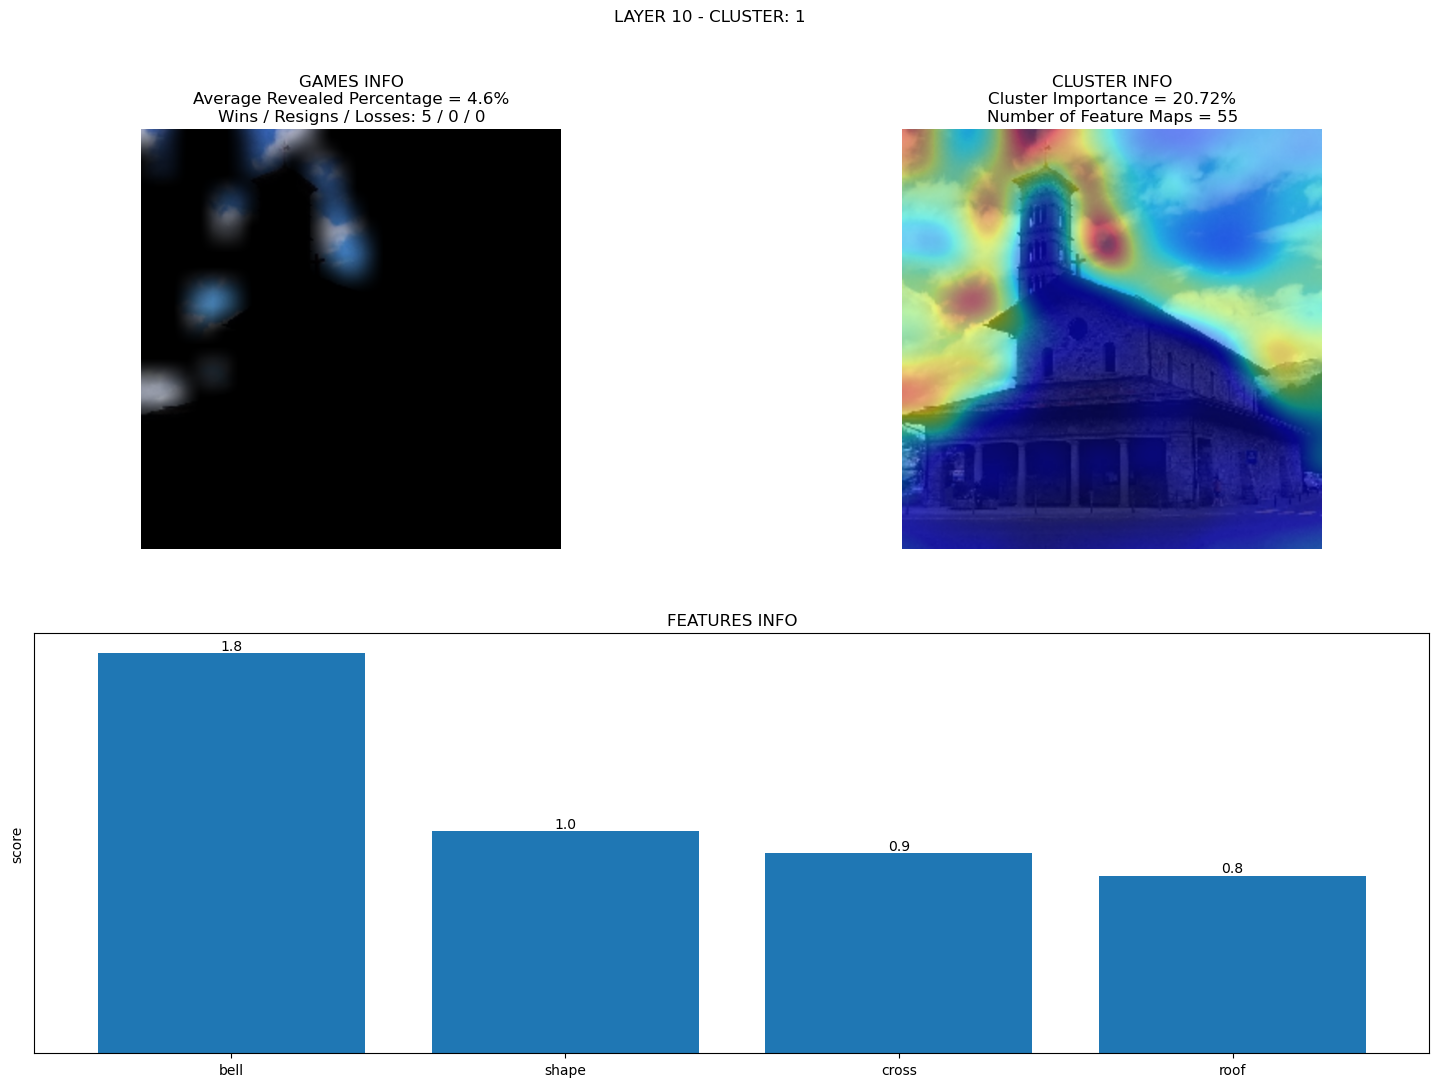 LAYER 10 - CLUSTER: 1
GAMES INFO
Average Revealed Percentage = 4.6%
Wins / Resigns / Losses: 5 / 0 / 0
CLUSTER INFO
Cluster Importance = 20.72%
Number of Feature Maps = 55
FEATURES INFO
score
1.8
1.0
0.9
0.8
bell
shape
cross
roof